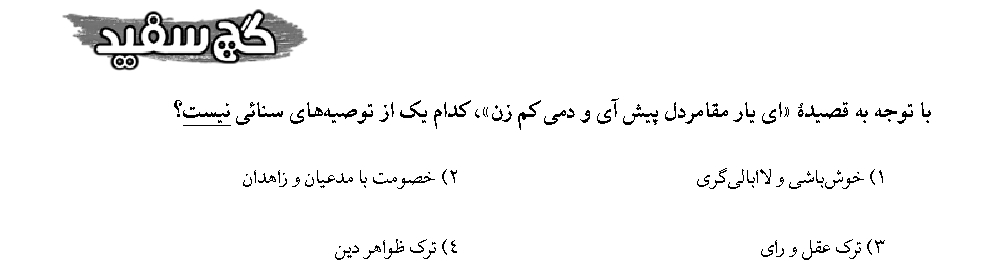 گچ سفید
با توجه به قصیدۀ «ای یار مقامردل پیش آی و دمی کم زن»، کدام یک از توصیه‌های سنائی نیست؟
۱) خوش‌باشی و لاابالی‌گری ۲) خصومت با مدعیان و زاهدان
۳) ترک عقل و رای ۴) ترک ظواهر دین